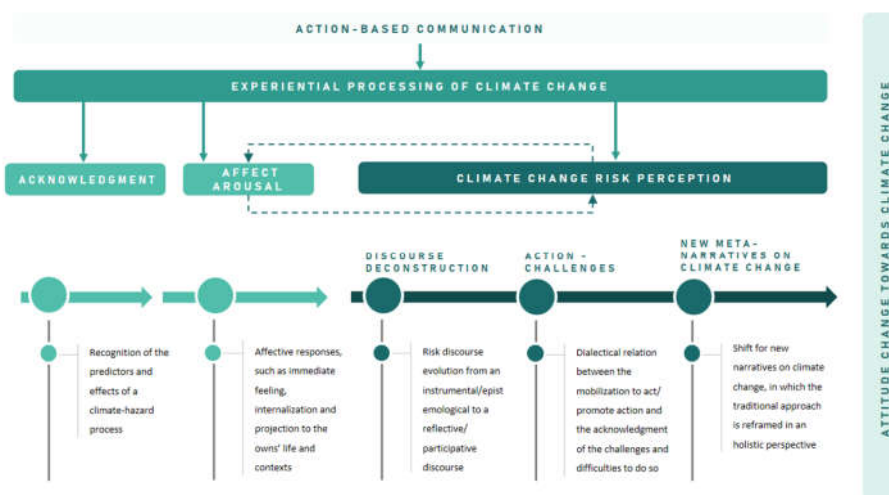 ACTION-BASED COMMUNICATION
EXPERIENTIAL PROCESSING OF CLIMATE CHANGE
ACKNOWLEDGMENT
AFFECT
AROUSAL
CLIMATE CHANGE RISK PERCEPTION
DISCOURSE
DECONSTRUCTION
ACTION -
CHALLENGES
NEW META-
NARRATIVES ON
CLIMATE CHANGE
Recognition of the
predictors and
effects of a
climate-hazard
process
Affective responses,
such as immediate
feeling,
internalization and
projection to the
owns' life and
contexts
Risk discourse
evolution from an
instrumental/epist
emological to a
reflective/
participative
discourse
Dialectical relation
between the
mobilization to act/
promote action and
the acknowledgment
of the challenges and
difficulties to do so
Shift for new
narratives on climate
change, in which the
traditional approach
is reframed in an
holistic perspective
ATTITUDE CHANGE TOWARDS CLIMATE CHANGE